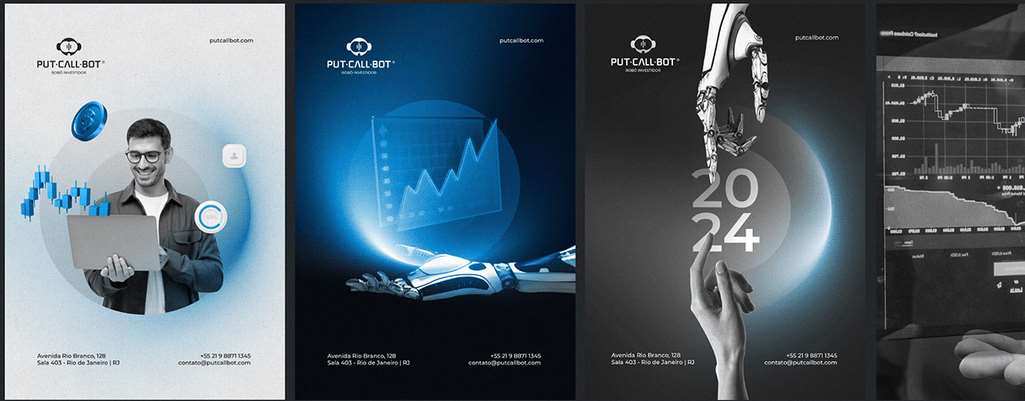 PUT-CALL-BOT®
ROBÔ INVESTIDOR
putcallbot.com
Avenida Rio Branco, 128
Sala 403 - Rio de Janeiro | RJ
+55 21 9 8871 1345
contato@putcallbot.com
PUT-CALL-BOT®
ROBÔ INVESTIDOR
putcallbot.com
Avenida Rio Branco, 128
Sala 403 - Rio de Janeiro | RJ
+55 21 9 8871 1345
contato@putcallbot.com
PUT-CALL-BOT®
ROBÔ INVESTIDOR
putcallbot.com
20
24
Avenida Rio Branco, 128
Sala 403 - Rio de Janeiro | RJ
+55 21 9 8871 1345
contato@putcallbot.com